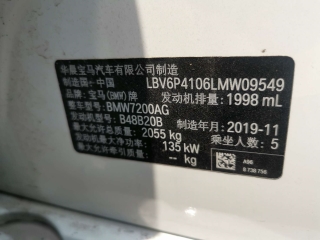 华晨宝马汽车有限公司制造
制造国: 中国 LBV6P4106LMW09549
品牌: 宝马(BMW)牌 发动机排量: 1998 mL
整车型号: BMW7200AG
发动机型号: B48B20B 制造年月: 2019-11
最大允许总质量: 2055 kg 乘坐人数: 5
发动机最大净功率: 135 kW
-- kg